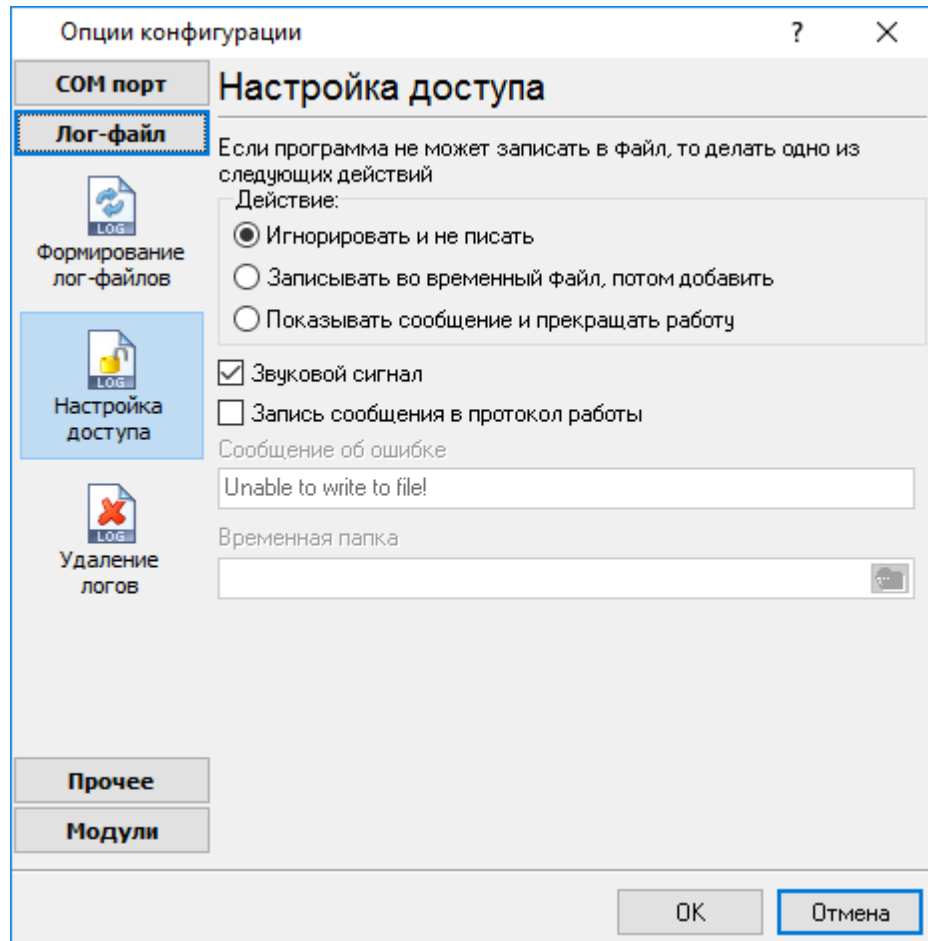 Опции конфигурации
?
COM порт
Лог-файл
LOG
Формирование
лог-файлов
LOG
Настройка
доступа
LOG
Удаление
логов
Прочее
Модули
Настройка доступа
Если программа не может записать в файл, то делать одно из
следующих действий
Действие:
Игнорировать и не писать
Записывать во временный файл, потом добавить
Показывать сообщение и прекращать работу
Звуковой сигнал
Запись сообщения в протокол работы
Сообщение об ошибке
Unable to write to file!
Временная папка
OK
Отмена